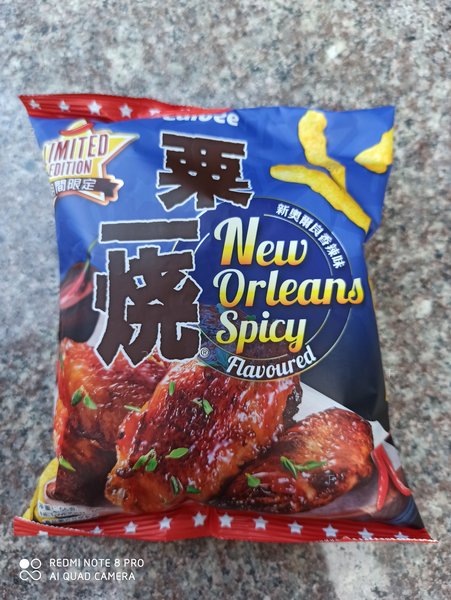 Calbee
LIMITED
EDITION
期間限定
粟一燒
®
新奧爾良香辣味
New
Orleans
Spicy
Flavoured
REDMI NOTE 8 PRO
AI QUAD CAMERA